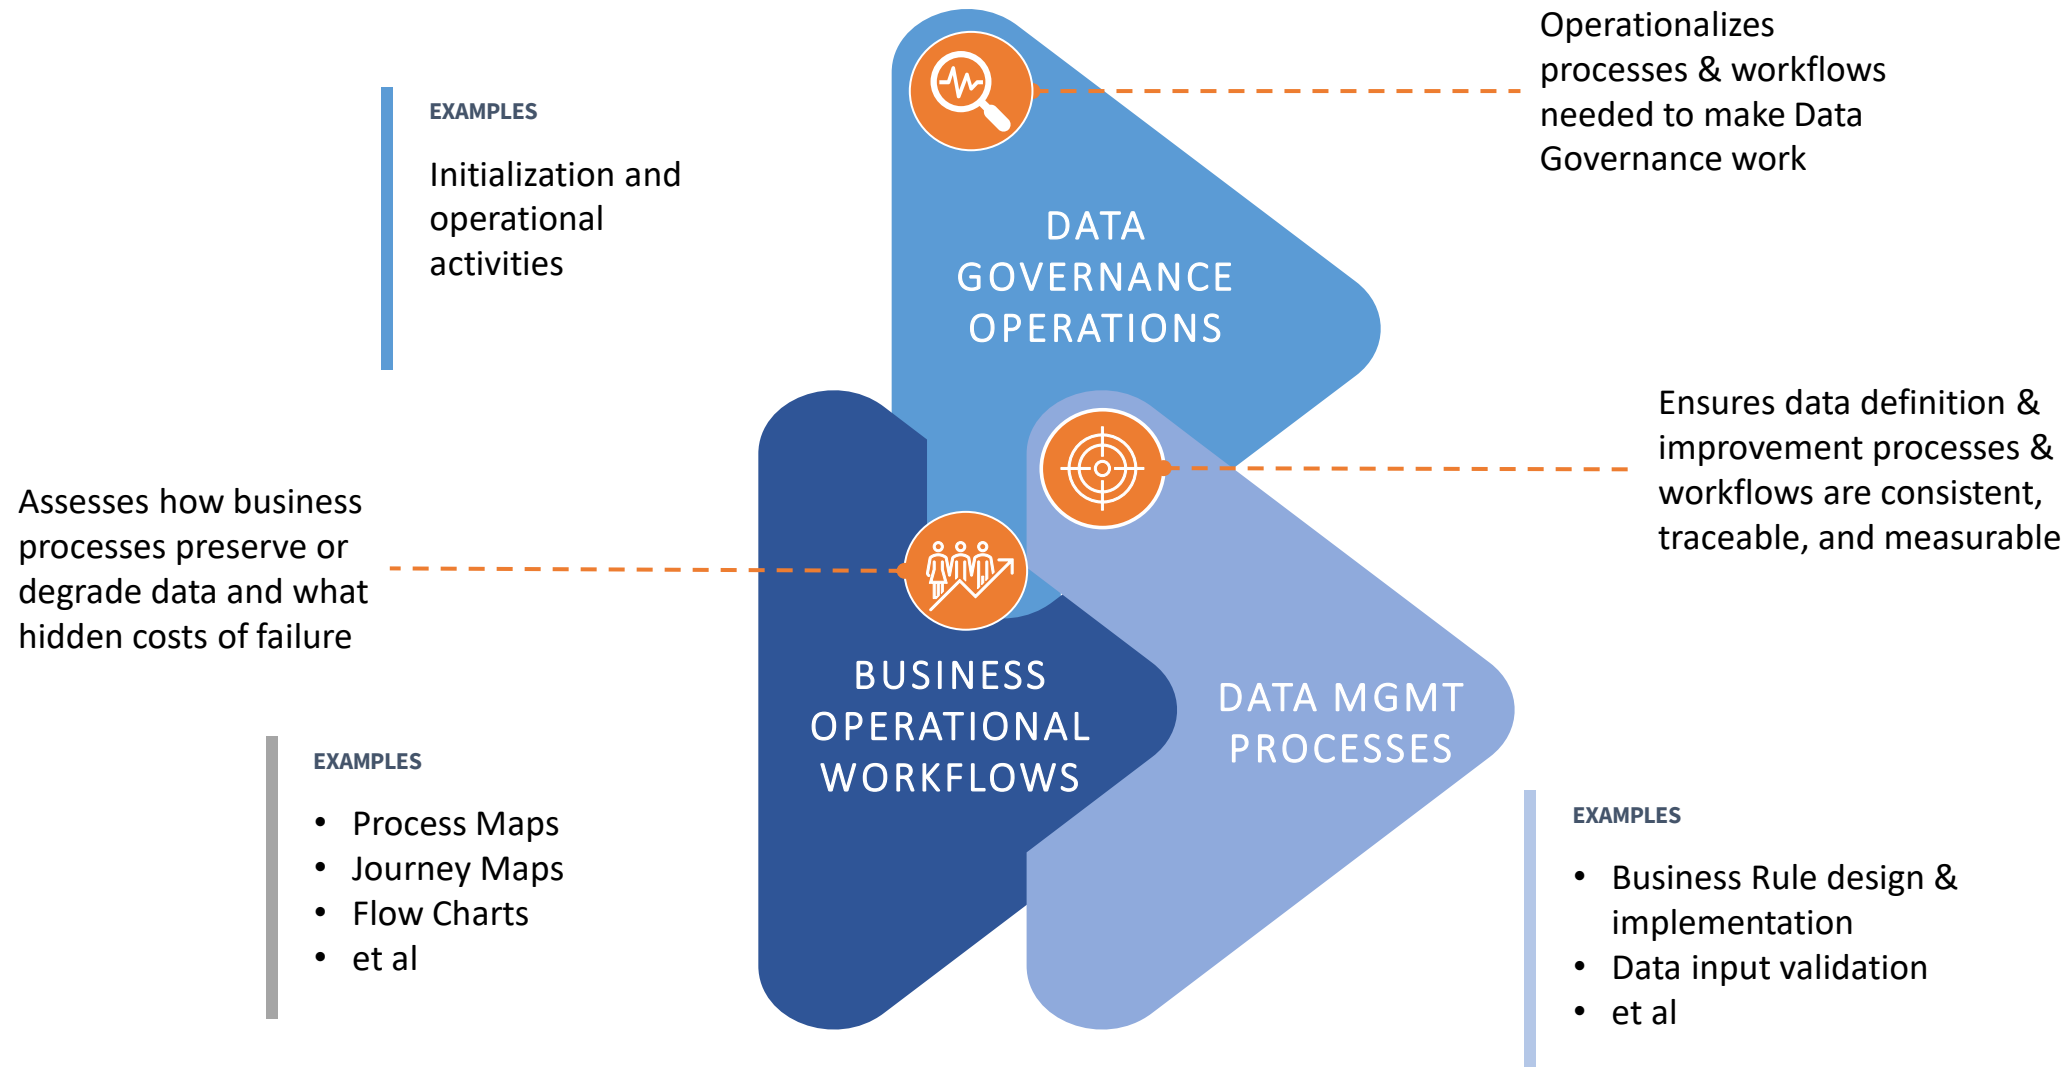 EXAMPLES
Initialization and
operational
activities
Operationalizes
processes & workflows
needed to make Data
Governance work
DATA
GOVERNANCE
OPERATIONS
Assesses how business
processes preserve or
degrade data and what
hidden costs of failure
Ensures data definition &
improvement processes &
workflows are consistent,
traceable, and measurable
BUSINESS
OPERATIONAL
WORKFLOWS
DATA MGMT
PROCESSES
EXAMPLES
• Process Maps
• Journey Maps
• Flow Charts
• et al
EXAMPLES
• Business Rule design &
implementation
• Data input validation
• et al